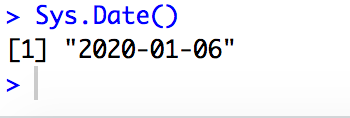 > Sys.Date()
[1] "2020-01-06"
>